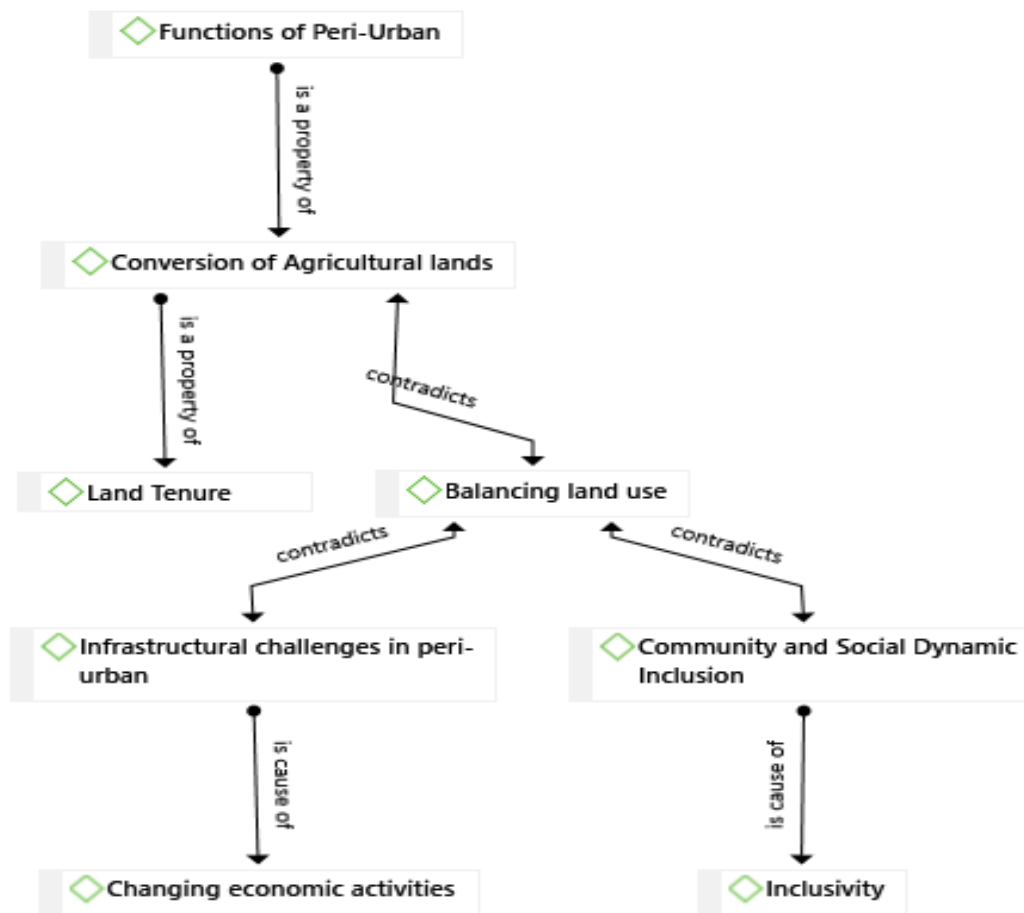 Functions of Peri-Urban
is a property of
Conversion of Agricultural lands
is a property of
contradicts
Land Tenure
Balancing land use
contradicts
contradicts
Infrastructural challenges in peri-
urban
Community and Social Dynamic
Inclusion
is cause of
is cause of
Changing economic activities
Inclusivity